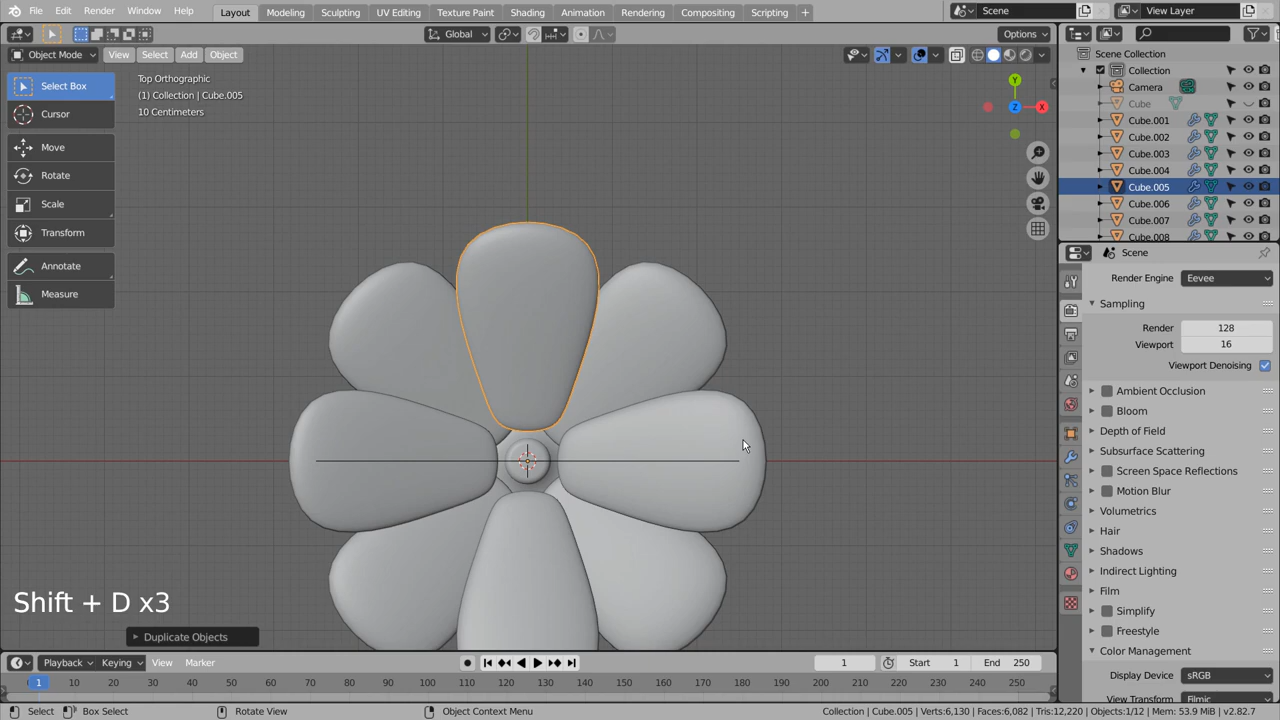 File Edit Render Window Help Layout Modeling Sculpting UV Editing Texture Paint Shading Animation Rendering Compositing Scripting + Scene View Layer
Global Options
Object Mode View Select Add Object
Select Box
Cursor
Move
Rotate
Scale
Transform
Annotate
Measure
Top Orthographic
(1) Collection | Cube.005
10 Centimeters
Y
Z
X
Shift + D x3
Duplicate Objects
Scene Collection
Collection
Camera
Cube
Cube.001
Cube.002
Cube.003
Cube.004
Cube.005
Cube.006
Cube.007
Cube.008
Scene
Render Engine Eevee
Sampling
Render 128
Viewport 16
Viewport Denoising
Ambient Occlusion
Bloom
Depth of Field
Subsurface Scattering
Screen Space Reflections
Motion Blur
Volumetrics
Hair
Shadows
Indirect Lighting
Film
Simplify
Freestyle
Color Management
Display Device sRGB
View Transform Filmic
Playback Keying View Marker 1 Start 1 End 250
1 10 20 30 40 50 60 70 80 90 100 110 120 130 140 150 160 170 180 190 200 210 220 230 240 250
Select Box Select Rotate View Object Context Menu Collection | Cube.005 | Verts:6,130 | Faces:6,082 | Tris:12,220 | Objects:1/12 | Mem: 53.9 MiB | v2.82.7